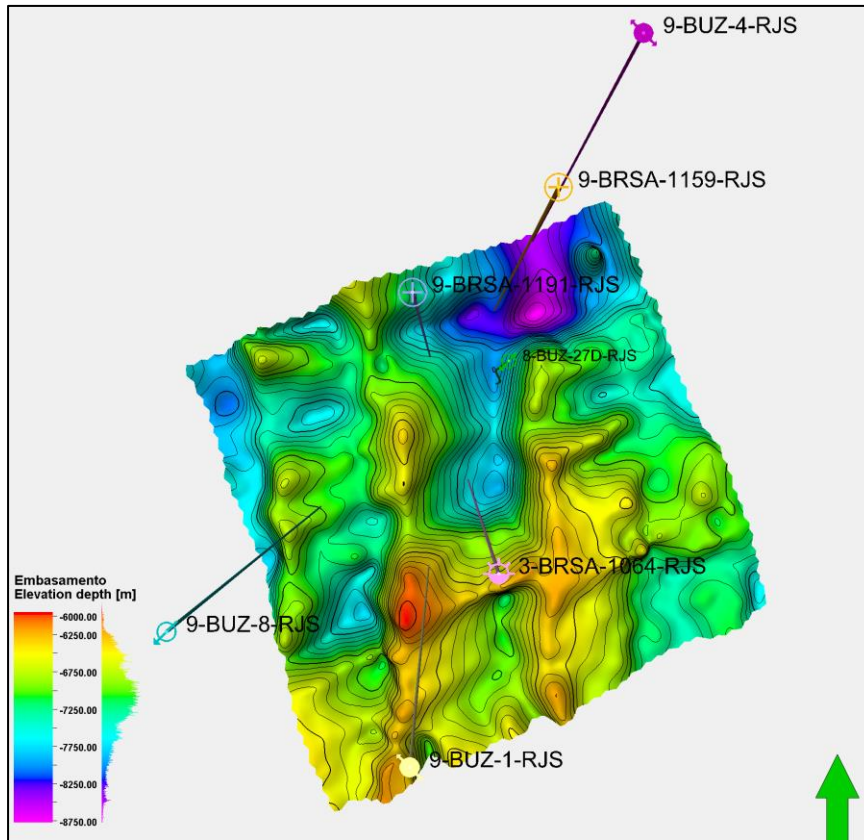 9-BUZ-4-RJS
9-BRSA-1159-RJS
9-BRSA-1191-RJS
8-BUZ-27D-RJS
3-BRSA-1064-RJS
9-BUZ-8-RJS
9-BUZ-1-RJS
Embasamento
Elevation depth [m]
-6000.00
-6250.00
-6750.00
-7250.00
-7750.00
-8250.00
-8750.00